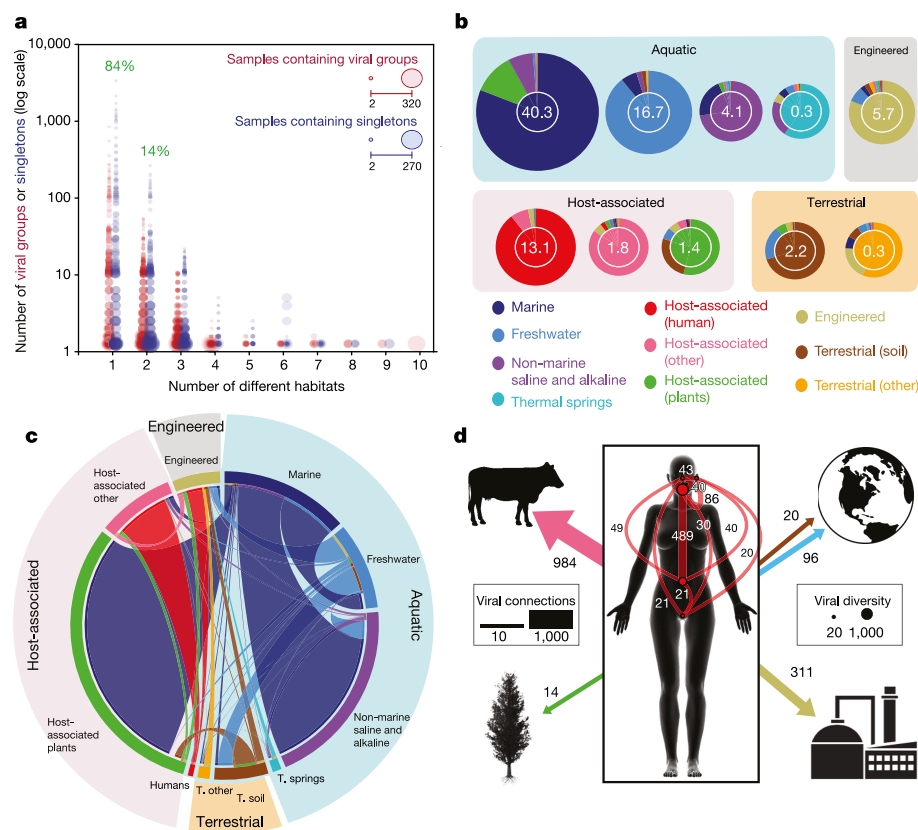 a
10,000
1,000
100
10
1
Number of viral groups or singletons (log scale)
84%
14%
Samples containing viral groups
2
320
Samples containing singletons
2
270
1 2 3 4 5 6 7 8 9 10
Number of different habitats
b
Aquatic
40.3
16.7
4.1
0.3
Engineered
5.7
Host-associated
13.1
1.8
1.4
Terrestrial
2.2
0.3
Marine
Freshwater
Non-marine
saline and alkaline
Thermal springs
Host-associated
(human)
Host-associated
(other)
Host-associated
(plants)
Engineered
Terrestrial (soil)
Terrestrial (other)
c
Engineered
Engineered
Host-
associated
other
Marine
Freshwater
Aquatic
Host-associated
Host-
associated
plants
Non-marine
saline and
alkaline
Humans
T. other
T. soil
T. springs
Terrestrial
d
43
40
86
49
30
40
489
20
21
21
984
20
96
Viral connections
10
1,000
Viral diversity
20 1,000
14
311